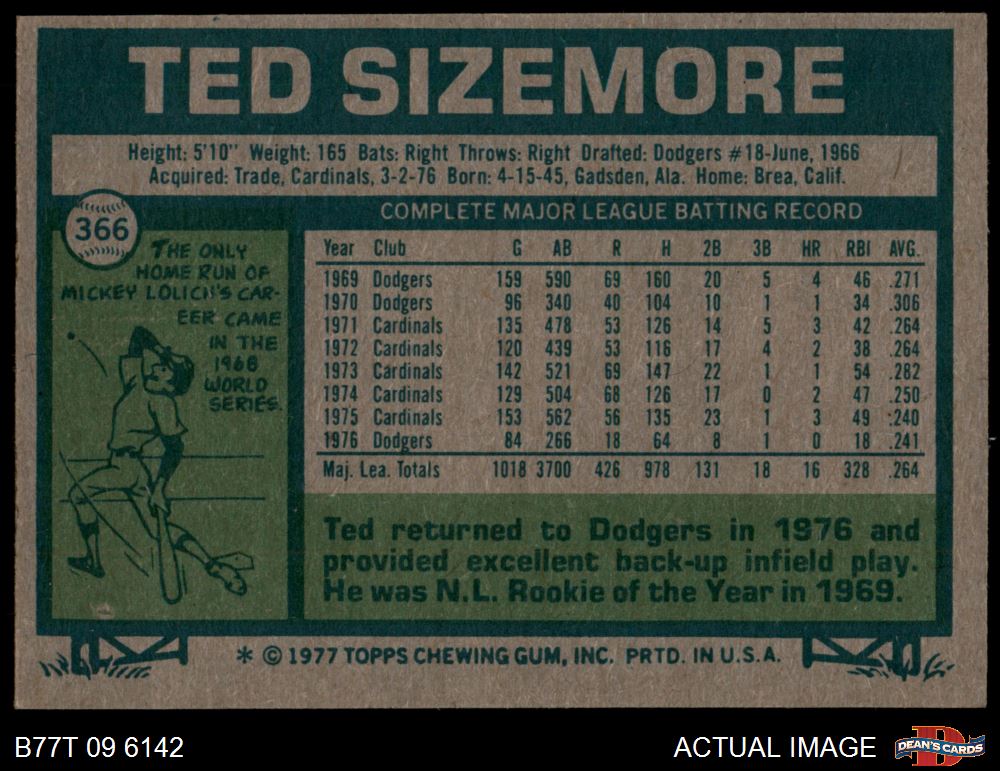 TED SIZEMORE
Height: 5'10" Weight: 165 Bats: Right Throws: Right Drafted: Dodgers #18-June, 1966
Acquired: Trade, Cardinals, 3-2-76 Born: 4-15-45, Gadsden, Ala. Home: Brea, Calif.
366
THE ONLY
HOME RUN OF
MICKEY LOLICH'S CAR-
EER CAME
IN THE
1968
WORLD
SERIES.
COMPLETE MAJOR LEAGUE BATTING RECORD
Year Club G AB R H 2B 3B HR RBI AVG.
1969 Dodgers 159 590 69 160 20 5 4 46 .271
1970 Dodgers 96 340 40 104 10 1 1 34 .306
1971 Cardinals 135 478 53 126 14 5 3 42 .264
1972 Cardinals 120 439 53 116 17 4 2 38 .264
1973 Cardinals 142 521 69 147 22 1 1 54 .282
1974 Cardinals 129 504 68 126 17 0 2 47 .250
1975 Cardinals 153 562 56 135 23 1 3 49 .240
1976 Dodgers 84 266 18 64 8 1 0 18 .241
Maj. Lea. Totals 1018 3700 426 978 131 18 16 328 .264
Ted returned to Dodgers in 1976 and
provided excellent back-up infield play.
He was N.L. Rookie of the Year in 1969.
* © 1977 TOPPS CHEWING GUM, INC. PRTD. IN U.S.A.
B77T 09 6142
ACTUAL IMAGE
D
DEAN'S CARDS